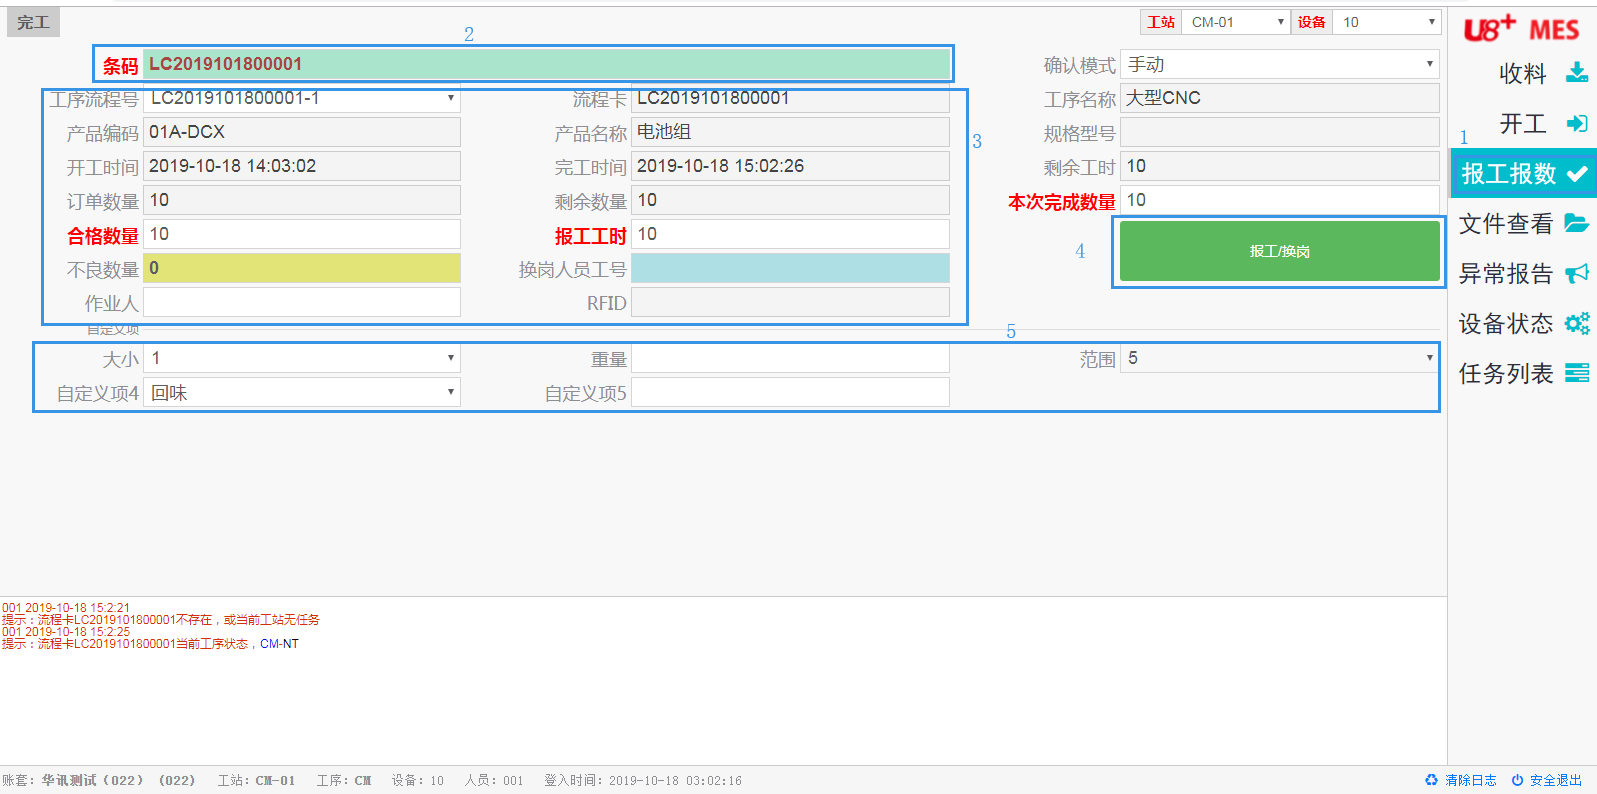 完工
工站 CM-01 设备 10
2
条码 LC2019101800001 确认模式 手动
工序流程号 LC2019101800001-1 流程卡 LC2019101800001 工序名称 大型CNC
产品编码 01A-DCX 产品名称 电池组 规格型号
3
开工时间 2019-10-18 14:03:02 完工时间 2019-10-18 15:02:26 剩余工时 10
订单数量 10 剩余数量 10 本次完成数量 10
合格数量 10 报工工时 10
4
报工/换岗
不良数量 0 换岗人员工号
作业人 RFID
自定义项
5
大小 1 重量 范围 5
自定义项4 回味 自定义项5
U8+ MES
收料
开工
1
报工报数
文件查看
异常报告
设备状态
任务列表
001 2019-10-18 15:2:21
提示：流程卡LC2019101800001不存在，或当前工站无任务
001 2019-10-18 15:2:25
提示：流程卡LC2019101800001当前工序状态，CM-NT
账套：华讯测试（022）（022） 工站：CM-01 工序：CM 设备：10 人员：001 登入时间：2019-10-18 03:02:16 清除日志 安全退出